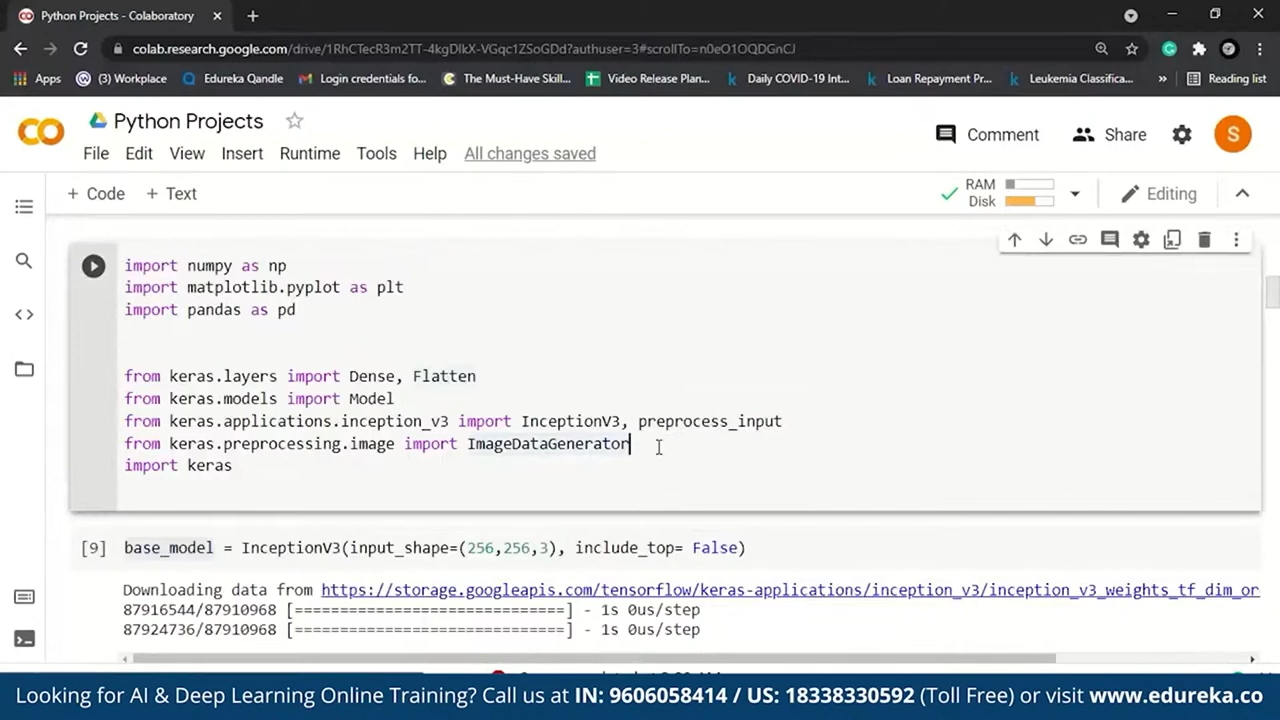 Python Projects - Colaboratory
colab.research.google.com/drive/1RhCTecR3m2TT-4kgDlkX-VGqc1ZSoGDd?authuser=3#scrollTo=n0eO1OQDGnCJ
Apps (3) Workplace Edureka Qandle Login credentials fo... The Must-Have Skill... Video Release Plan... Daily COVID-19 Int... Loan Repayment Pr... Leukemia Classifica... » Reading list
CO Python Projects Comment Share S
File Edit View Insert Runtime Tools Help All changes saved
+ Code + Text RAM Disk Editing
import numpy as np
import matplotlib.pyplot as plt
import pandas as pd
from keras.layers import Dense, Flatten
from keras.models import Model
from keras.applications.inception_v3 import InceptionV3, preprocess_input
from keras.preprocessing.image import ImageDataGenerator
import keras
[9] base_model = InceptionV3(input_shape=(256,256,3), include_top= False)
Downloading data from https://storage.googleapis.com/tensorflow/keras-applications/inception_v3/inception_v3_weights_tf_dim_or
87916544/87910968 [==============================] - 1s 0us/step
87924736/87910968 [==============================] - 1s 0us/step
Looking for AI & Deep Learning Online Training? Call us at IN: 9606058414 / US: 18338330592 (Toll Free) or visit www.edureka.co